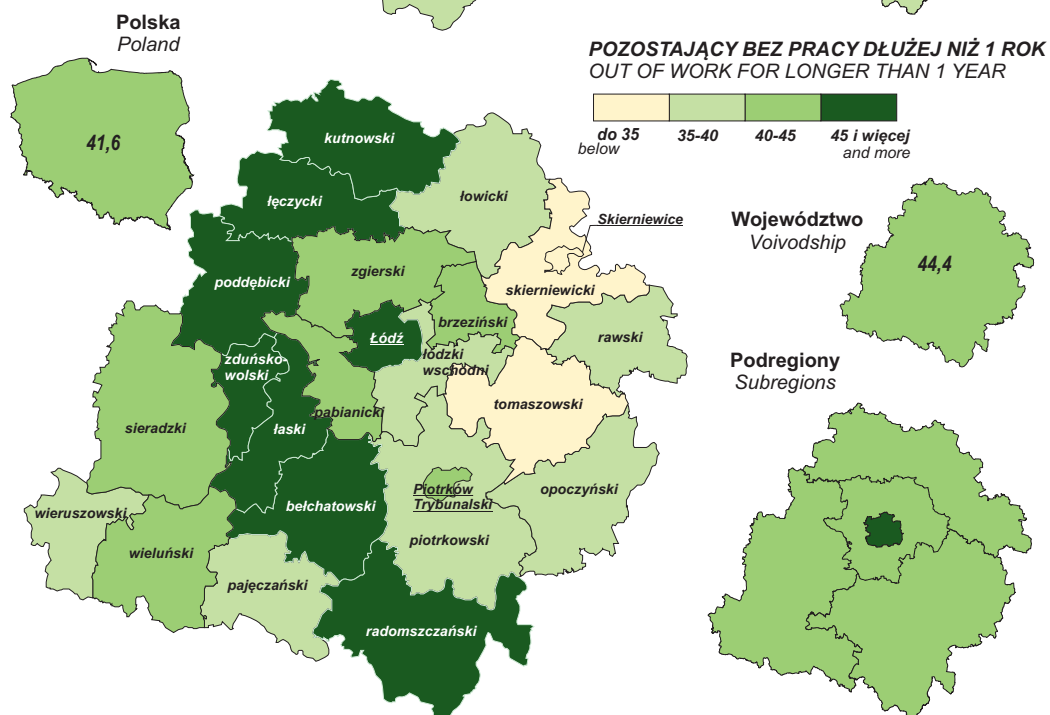 Polska
Poland
41,6
POZOSTAJĄCY BEZ PRACY DŁUŻEJ NIŻ 1 ROK
OUT OF WORK FOR LONGER THAN 1 YEAR
do 35
below
35-40
40-45
45 i więcej
and more
Województwo
Voivodship
44,4
Podregiony
Subregions
kutnowski
łęczycki
łowicki
Skierniewice
poddębicki
zgierski
skierniewicki
brzeziński
Łódź
rawski
łódzki
wschodni
zduńsko-
wolski
tomaszowski
pabianicki
sieradzki
łaski
Piotrków
Trybunalski
opoczyński
bełchatowski
wieruszowski
piotrkowski
wieluński
pajęczański
radomszczański